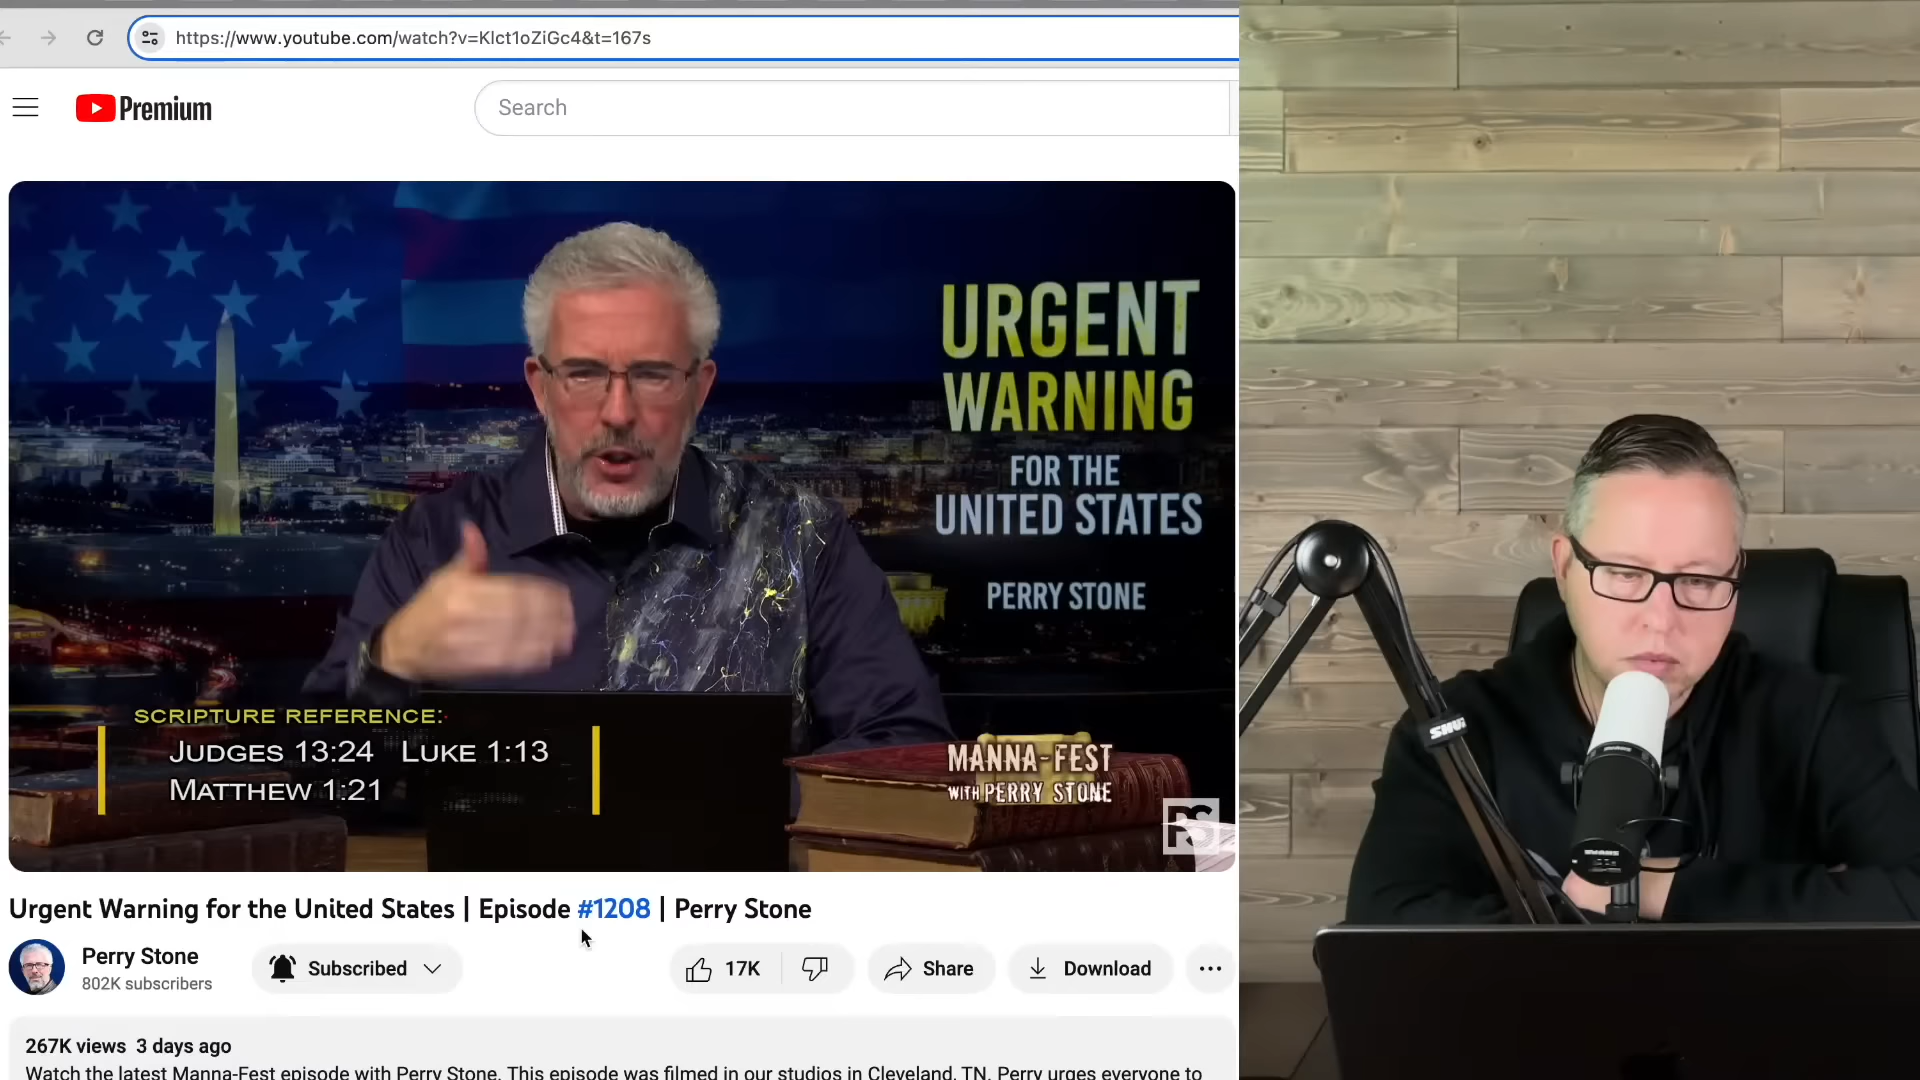 https://www.youtube.com/watch?v=Klct1oZiGc4&t=167s
Premium
Search
URGENT
WARNING
FOR THE
UNITED STATES
PERRY STONE
SCRIPTURE REFERENCE:
JUDGES 13:24 LUKE 1:13
MATTHEW 1:21
MANNA-FEST
WITH PERRY STONE
PS
Urgent Warning for the United States | Episode #1208 | Perry Stone
Perry Stone
802K subscribers
Subscribed
17K
Share
Download
267K views 3 days ago
Watch the latest Manna-Fest episode with Perry Stone. This episode was filmed in our studios in Cleveland, TN. Perry urges everyone to
SHURE